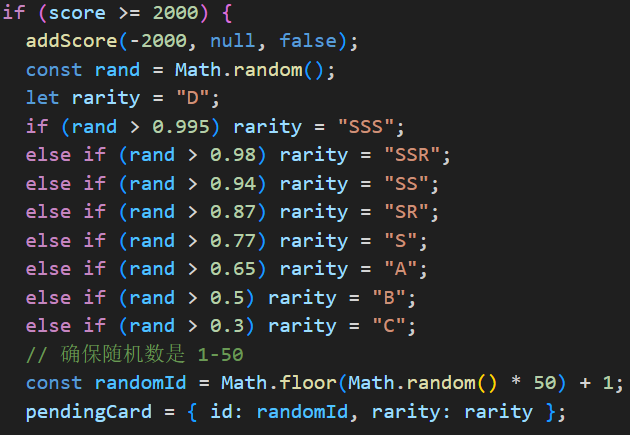 if (score >= 2000) {
addScore(-2000, null, false);
const rand = Math.random();
let rarity = "D";
if (rand > 0.995) rarity = "SSS";
else if (rand > 0.98) rarity = "SSR";
else if (rand > 0.94) rarity = "SS";
else if (rand > 0.87) rarity = "SR";
else if (rand > 0.77) rarity = "S";
else if (rand > 0.65) rarity = "A";
else if (rand > 0.5) rarity = "B";
else if (rand > 0.3) rarity = "C";
// 确保随机数是 1-50
const randomId = Math.floor(Math.random() * 50) + 1;
pendingCard = { id: randomId, rarity: rarity };